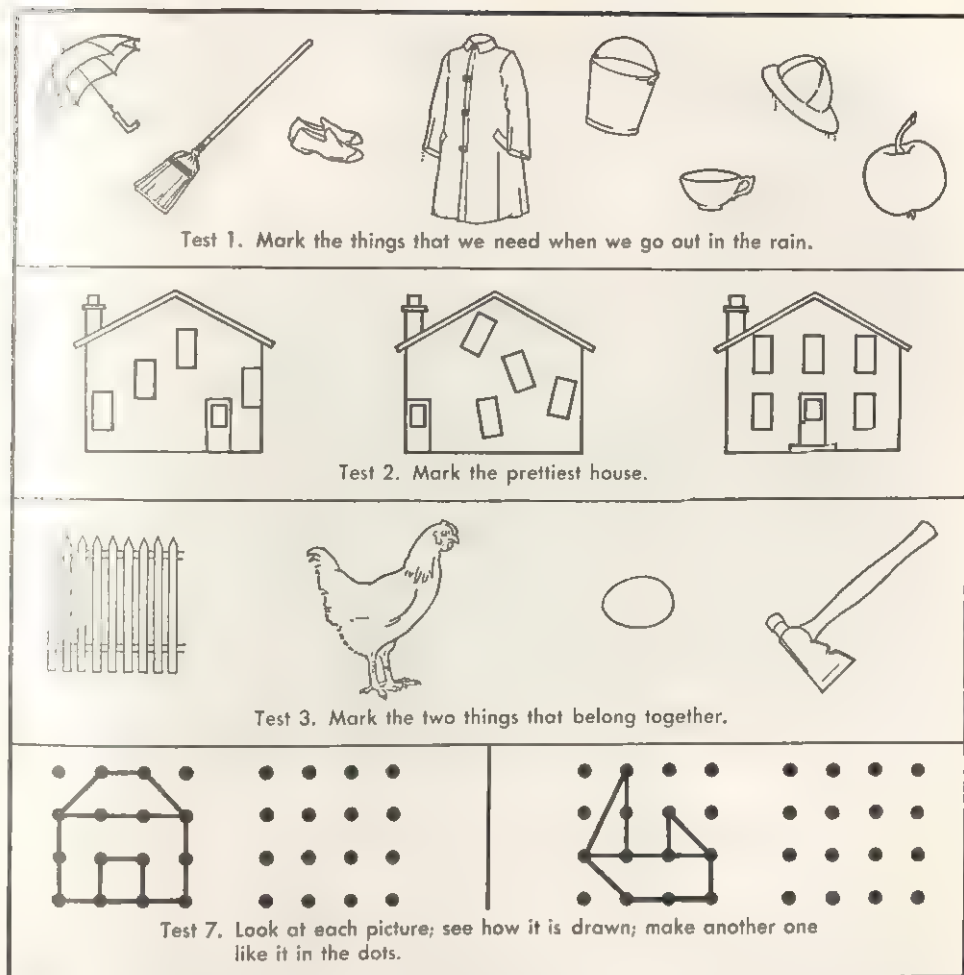 Test 1. Mark the things that we need when we go out in the rain.
Test 2. Mark the prettiest house.
Test 3. Mark the two things that belong together.
Test 7. Look at each picture; see how it is drawn; make another one
like it in the dots.